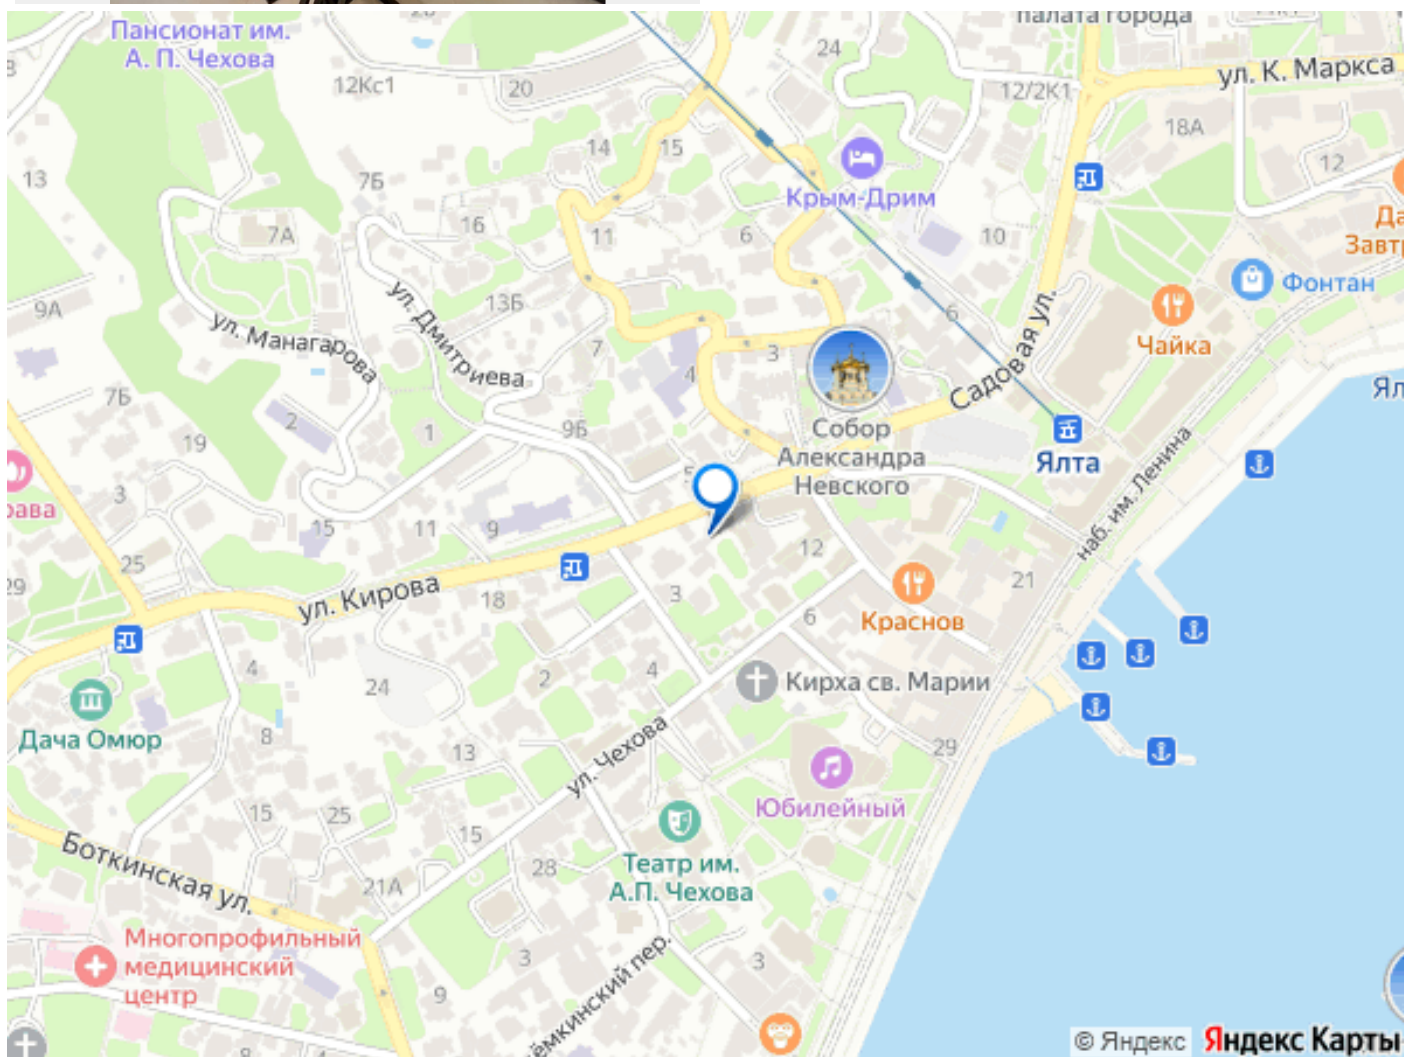 палата города
Пансионат им.
А. П. Чехова
24
ул. К. Маркса
12Кс1
20
12/2К1
18А
14
15
12
13
7Б
Крым-Дрим
16
7А
11
6
10
Завтр
Фонтан
9А
13Б
6
ул. Манагарова
ул. Дмитриева
7
3
Чайка
4
Садовая ул.
7Б
2
1
9Б
Собор
Александра
Невского
19
Ялта
наб. им. Ленина
3
15
11
9
25
12
29
ул. Кирова
18
3
21
6
Краснов
4
24
2
4
Кирха св. Марии
Дача Омюр
8
13
ул. Чехова
29
Юбилейный
15
25
15
Театр им.
А.П. Чехова
28
Боткинская ул.
21А
Многопрофильный
медицинский
центр
3
3
9
8
© Яндекс Яндекс Карты